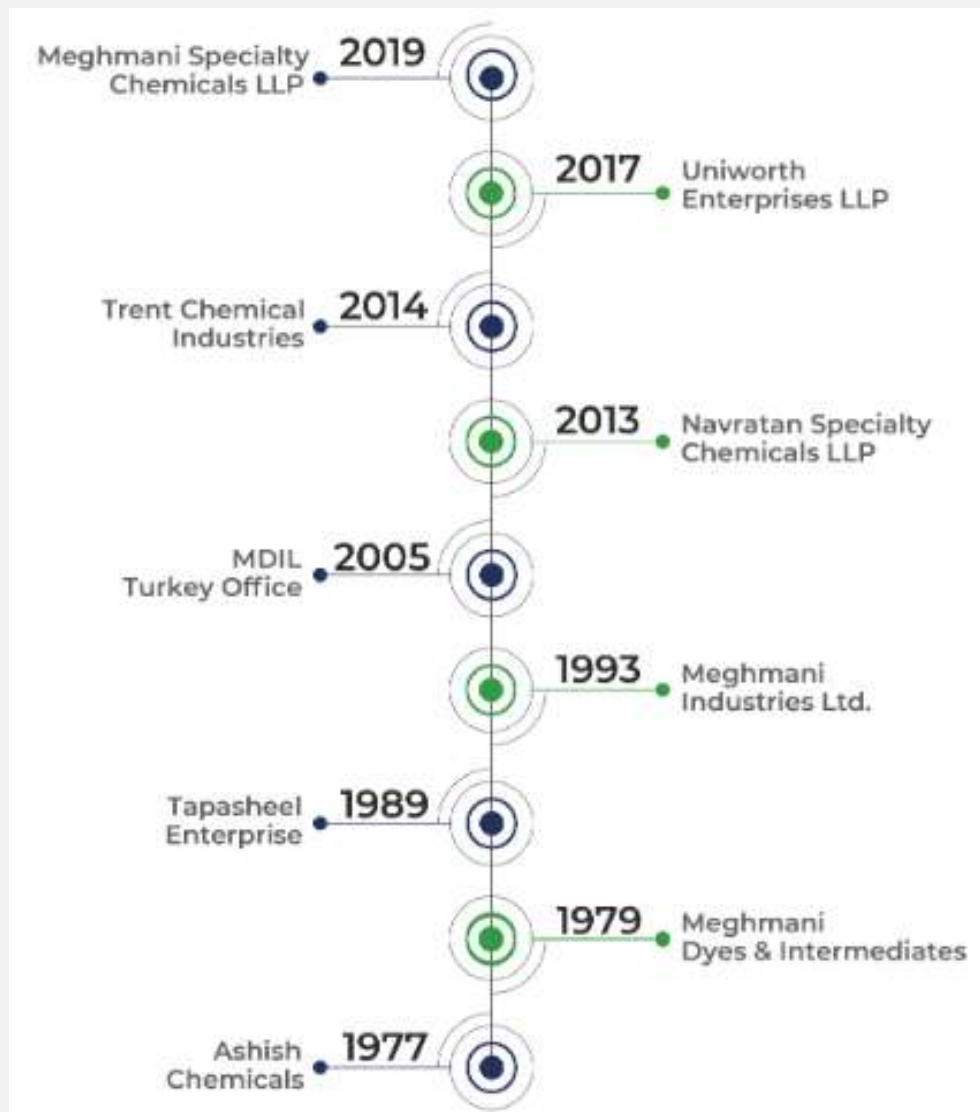 2019
Meghmani Specialty
Chemicals LLP
2017
Uniworth
Enterprises LLP
2014
Trent Chemical
Industries
2013
Navratan Specialty
Chemicals LLP
2005
MDIL
Turkey Office
1993
Meghmani
Industries Ltd.
1989
Tapasheel
Enterprise
1979
Meghmani
Dyes & Intermediates
1977
Ashish
Chemicals